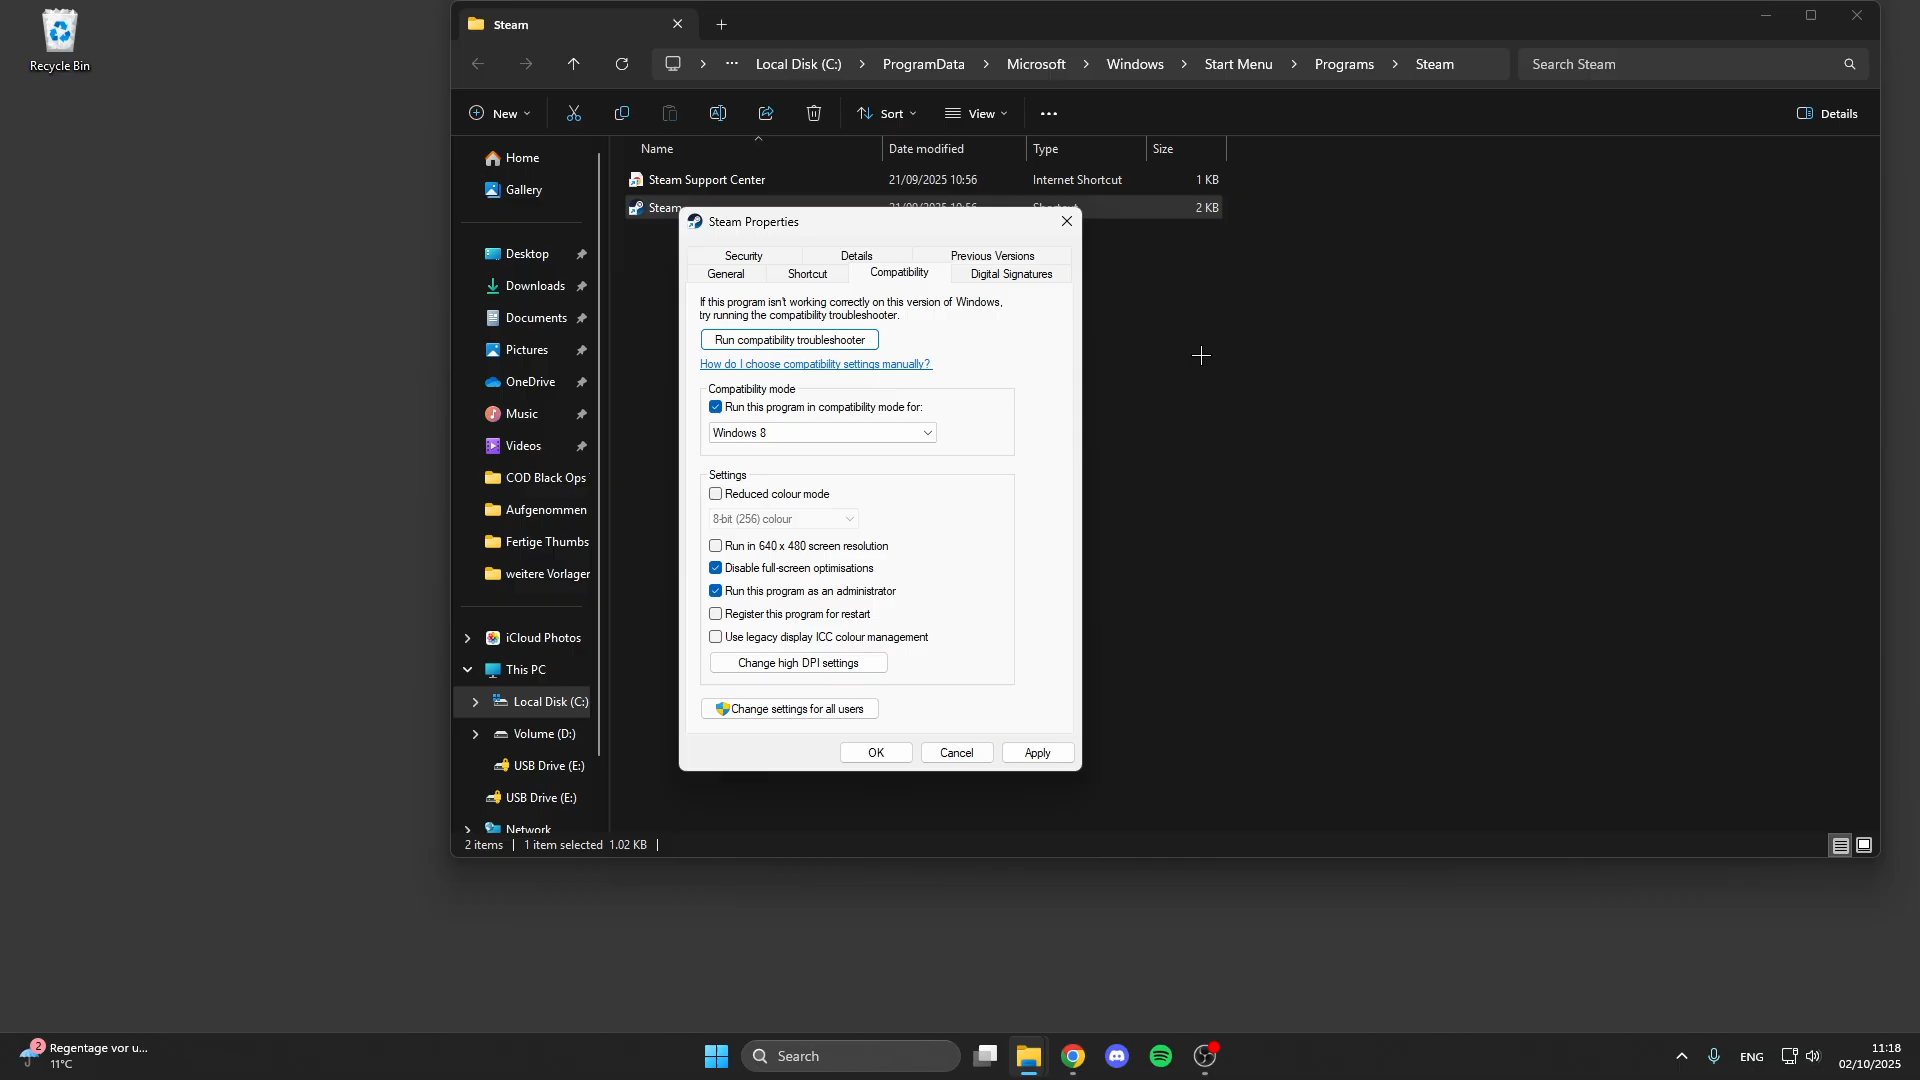 Recycle Bin
Steam
Local Disk (C:) ProgramData Microsoft Windows Start Menu Programs Steam
Search Steam
New
Sort
View
Details
Home
Gallery
Desktop
Downloads
Documents
Pictures
OneDrive
Music
Videos
COD Black Ops
Aufgenommen
Fertige Thumbs
weitere Vorlagen
iCloud Photos
This PC
Local Disk (C:)
Volume (D:)
USB Drive (E:)
USB Drive (E:)
Network
Name Date modified Type Size
Steam Support Center 21/09/2025 10:56 Internet Shortcut 1 KB
Steam 21/09/2025 10:56 Shortcut 2 KB
Steam Properties
Security Details Previous Versions
General Shortcut Compatibility Digital Signatures
If this program isn't working correctly on this version of Windows,
try running the compatibility troubleshooter.
Run compatibility troubleshooter
How do I choose compatibility settings manually?
Compatibility mode
Run this program in compatibility mode for:
Windows 8
Settings
Reduced colour mode
8-bit (256) colour
Run in 640 x 480 screen resolution
Disable full-screen optimisations
Run this program as an administrator
Register this program for restart
Use legacy display ICC colour management
Change high DPI settings
Change settings for all users
OK Cancel Apply
2 items 1 item selected 1.02 KB
2
Regentage vor u...
11°C
Search
ENG
11:18
02/10/2025